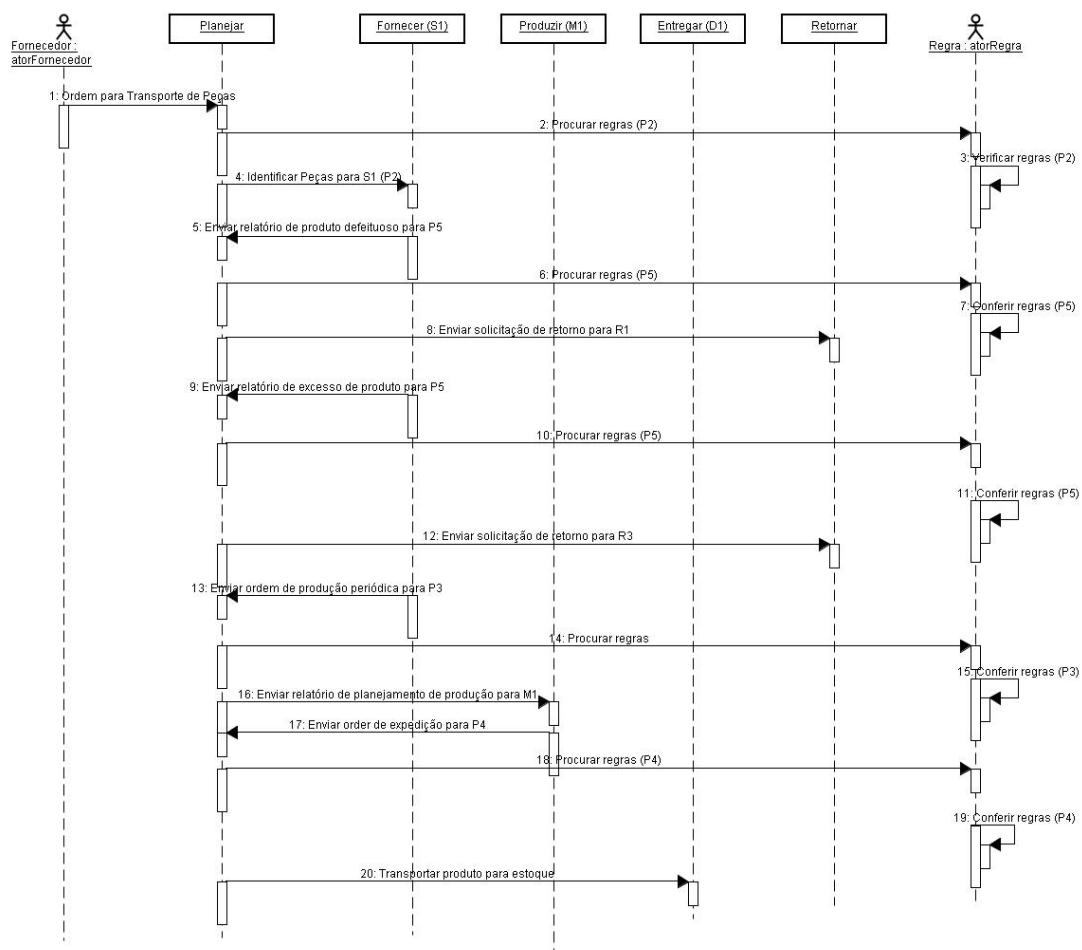 Fornecedor :
atorFornecedor
Planejar
Fornecer (S1)
Produzir (M1)
Entregar (D1)
Retornar
Regra : atorRegra
1: Ordem para Transporte de Peças
2: Procurar regras (P2)
3: Verificar regras (P2)
4: Identificar Peças para S1 (P2)
5: Enviar relatório de produto defeituoso para P5
6: Procurar regras (P5)
7: Conferir regras (P5)
8: Enviar solicitação de retorno para R1
9: Enviar relatório de excesso de produto para P5
10: Procurar regras (P5)
11: Conferir regras (P5)
12: Enviar solicitação de retorno para R3
13: Enviar ordem de produção periódica para P3
14: Procurar regras
15: Conferir regras (P3)
16: Enviar relatório de planejamento de produção para M1
17: Enviar order de expedição para P4
18: Procurar regras (P4)
19: Conferir regras (P4)
20: Transportar produto para estoque